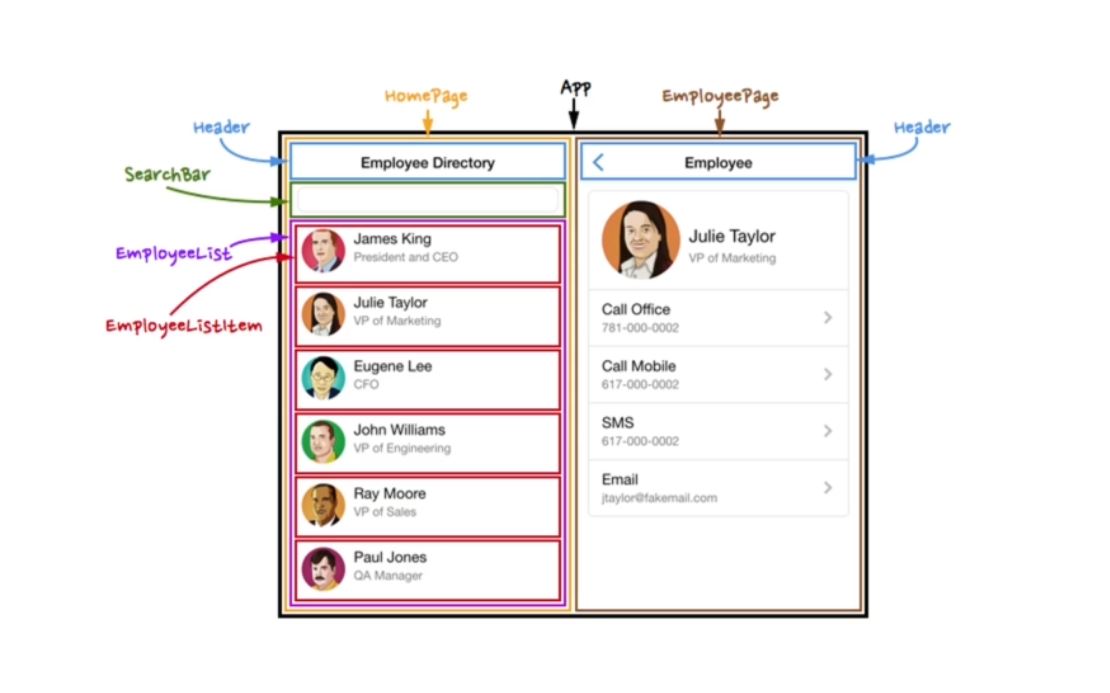 App
HomePage
EmployeePage
Header
Header
SearchBar
EmployeeList
EmployeeListItem
Employee Directory
James King
President and CEO
Julie Taylor
VP of Marketing
Eugene Lee
CFO
John Williams
VP of Engineering
Ray Moore
VP of Sales
Paul Jones
QA Manager
Employee
Julie Taylor
VP of Marketing
Call Office
781-000-0002
Call Mobile
617-000-0002
SMS
617-000-0002
Email
jtaylor@fakemail.com